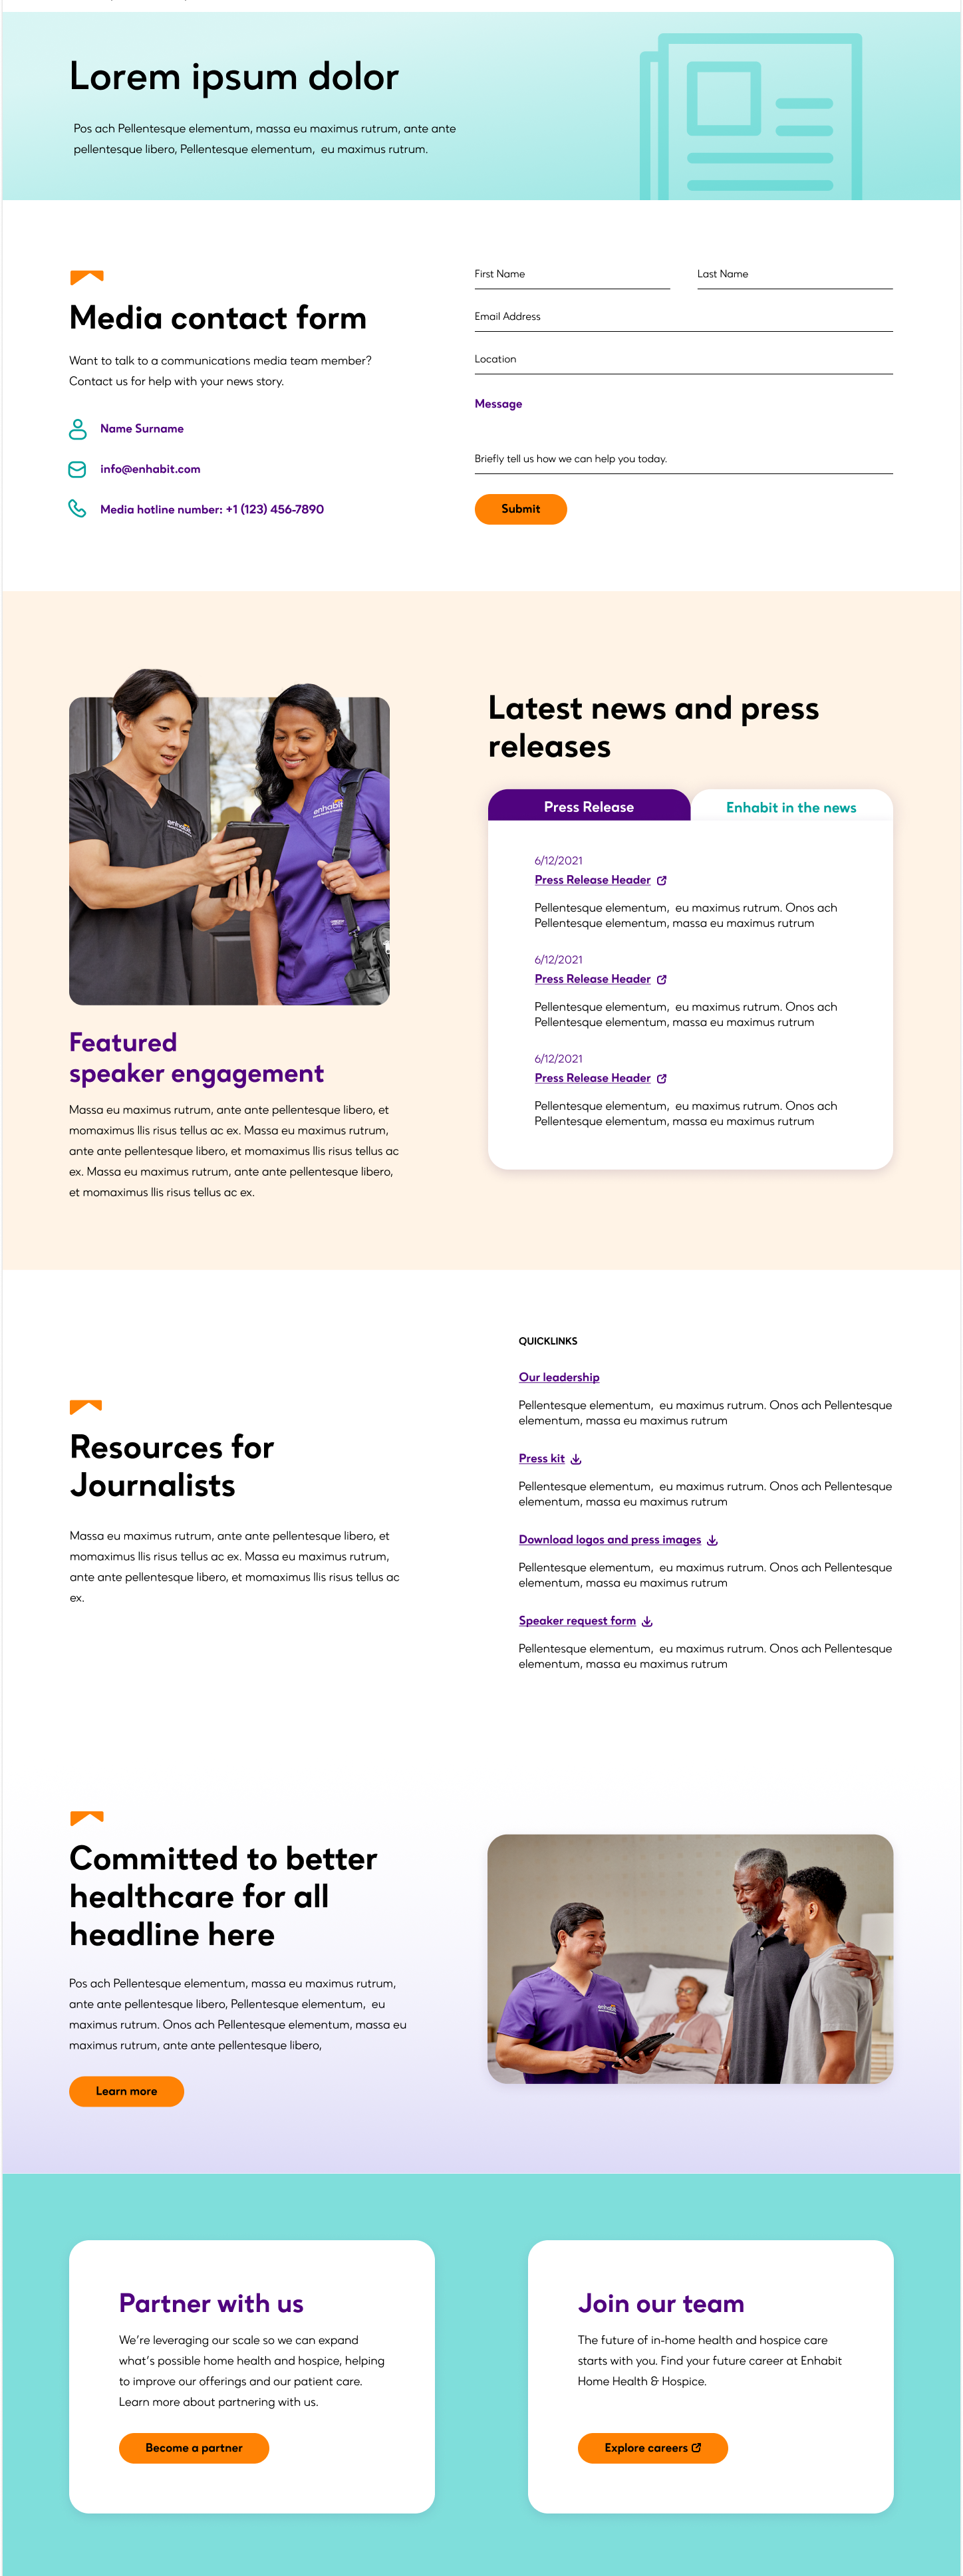 Lorem ipsum dolor
Pos ach Pellentesque elementum, massa eu maximus rutrum, ante ante
pellentesque libero, Pellentesque elementum,  eu maximus rutrum.
Media contact form
Want to talk to a communications media team member?
Contact us for help with your news story.
Name Surname
info@enhabit.com
Media hotline number: +1 (123) 456-7890
First Name
Last Name
Email Address
Location
Message
Briefly tell us how we can help you today.
Submit
enhabit
enhabit
Featured
speaker engagement
Massa eu maximus rutrum, ante ante pellentesque libero, et
momaximus llis risus tellus ac ex. Massa eu maximus rutrum,
ante ante pellentesque libero, et momaximus llis risus tellus ac
ex. Massa eu maximus rutrum, ante ante pellentesque libero,
et momaximus llis risus tellus ac ex.
Latest news and press
releases
Press Release
Enhabit in the news
6/12/2021
Press Release Header
Pellentesque elementum,  eu maximus rutrum. Onos ach
Pellentesque elementum, massa eu maximus rutrum
6/12/2021
Press Release Header
Pellentesque elementum,  eu maximus rutrum. Onos ach
Pellentesque elementum, massa eu maximus rutrum
6/12/2021
Press Release Header
Pellentesque elementum,  eu maximus rutrum. Onos ach
Pellentesque elementum, massa eu maximus rutrum
Resources for
Journalists
Massa eu maximus rutrum, ante ante pellentesque libero, et
momaximus llis risus tellus ac ex. Massa eu maximus rutrum,
ante ante pellentesque libero, et momaximus llis risus tellus ac
ex.
QUICKLINKS
Our leadership
Pellentesque elementum,  eu maximus rutrum. Onos ach Pellentesque
elementum, massa eu maximus rutrum
Press kit
Pellentesque elementum,  eu maximus rutrum. Onos ach Pellentesque
elementum, massa eu maximus rutrum
Download logos and press images
Pellentesque elementum,  eu maximus rutrum. Onos ach Pellentesque
elementum, massa eu maximus rutrum
Speaker request form
Pellentesque elementum,  eu maximus rutrum. Onos ach Pellentesque
elementum, massa eu maximus rutrum
Committed to better
healthcare for all
headline here
Pos ach Pellentesque elementum, massa eu maximus rutrum,
ante ante pellentesque libero, Pellentesque elementum,  eu
maximus rutrum. Onos ach Pellentesque elementum, massa eu
maximus rutrum, ante ante pellentesque libero,
Learn more
enhabit
Partner with us
We're leveraging our scale so we can expand
what's possible home health and hospice, helping
to improve our offerings and our patient care.
Learn more about partnering with us.
Become a partner
Join our team
The future of in-home health and hospice care
starts with you. Find your future career at Enhabit
Home Health & Hospice.
Explore careers